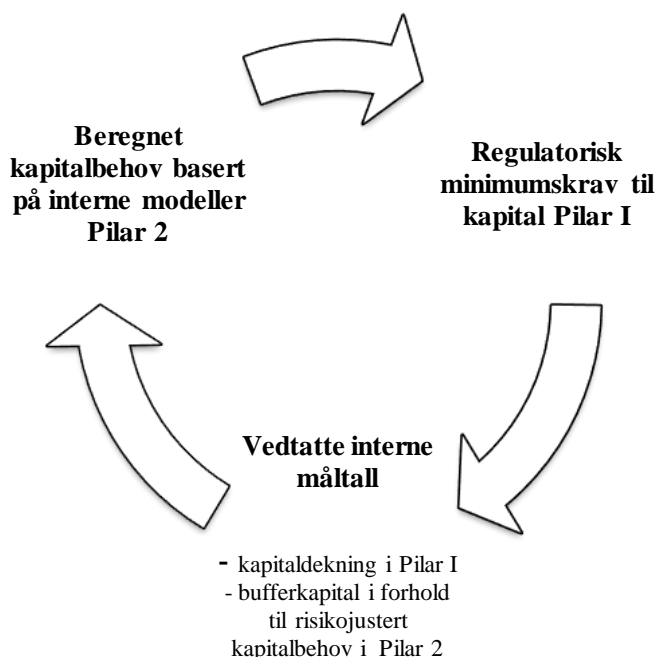 Beregnet
kapitalbehov basert
på interne modeller
Pilar 2
Regulatorisk
minimumskrav til
kapital Pilar I
Vedtatte interne
måltall
- kapitaldekning i Pilar I
- bufferkapital i forhold
til risikojustert
kapitalbehov i Pilar 2